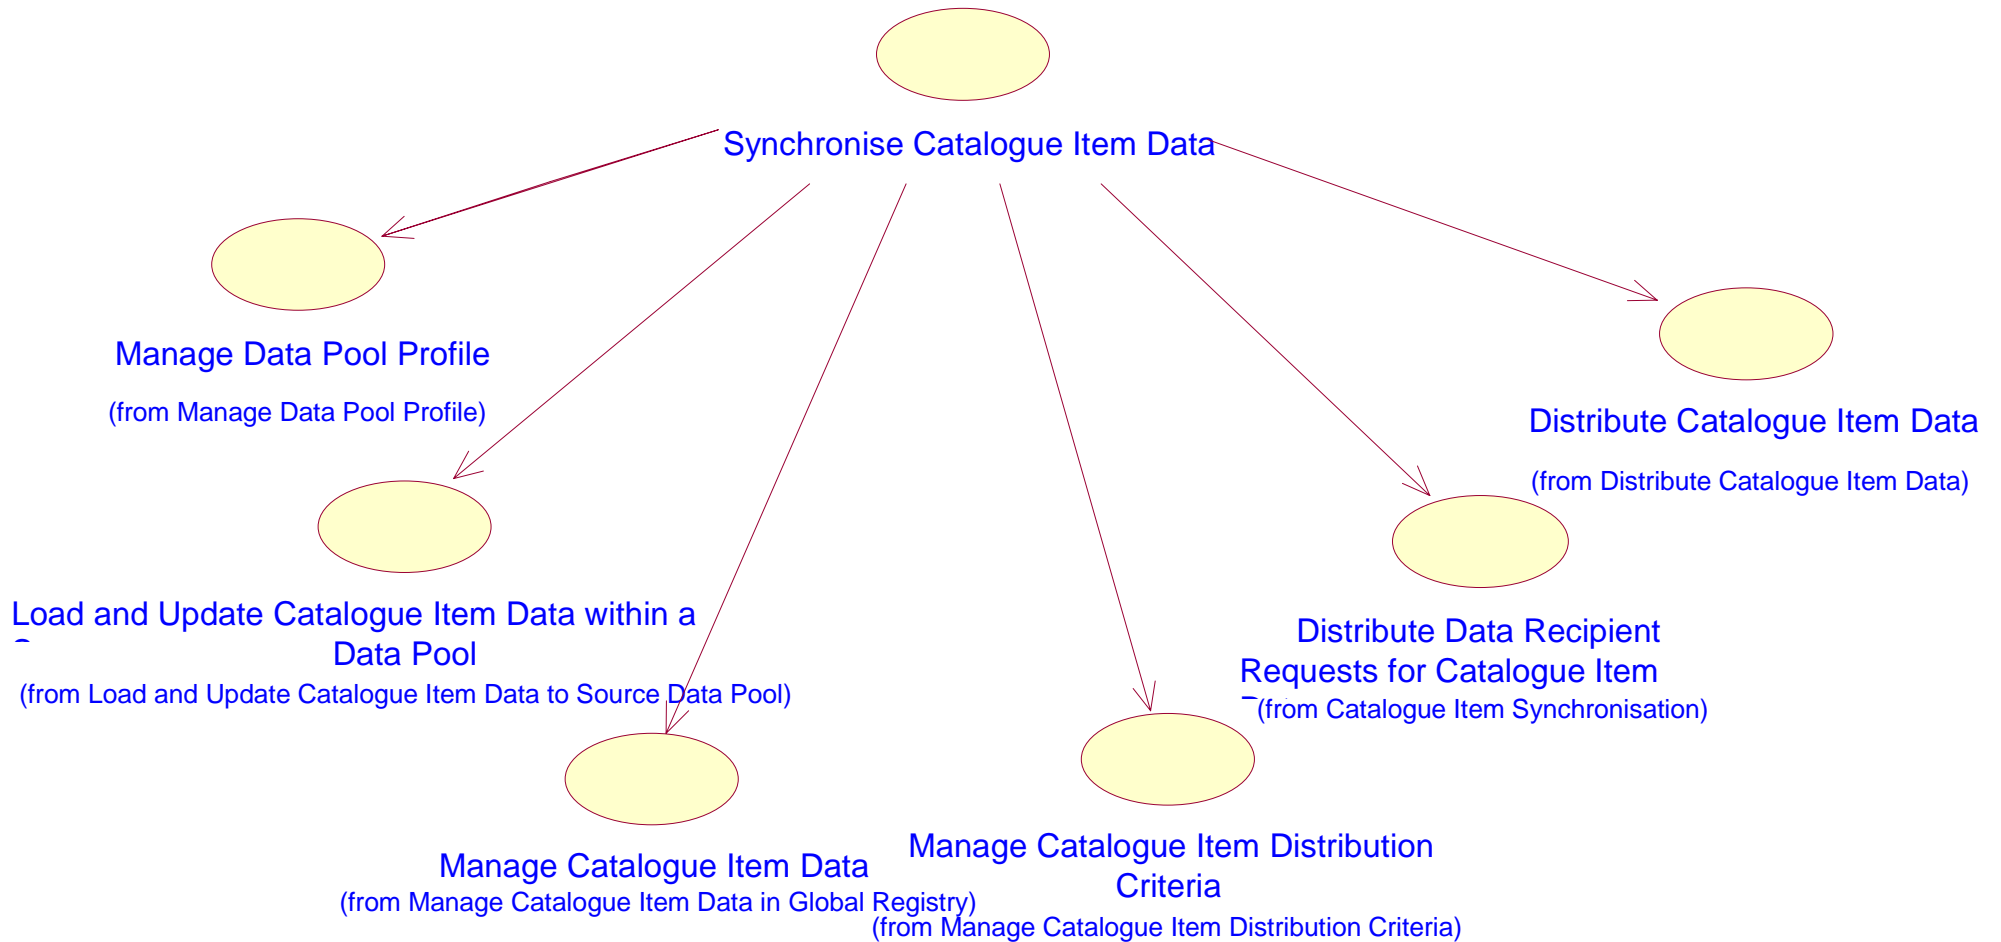 Synchronise Catalogue Item Data
Manage Data Pool Profile
(from Manage Data Pool Profile)
Distribute Catalogue Item Data
(from Distribute Catalogue Item Data)
Load and Update Catalogue Item Data within a
Data Pool
(from Load and Update Catalogue Item Data to Source Data Pool)
Distribute Data Recipient
Requests for Catalogue Item
(from Catalogue Item Synchronisation)
Manage Catalogue Item Data
(from Manage Catalogue Item Data in Global Registry)
Manage Catalogue Item Distribution
Criteria
(from Manage Catalogue Item Distribution Criteria)